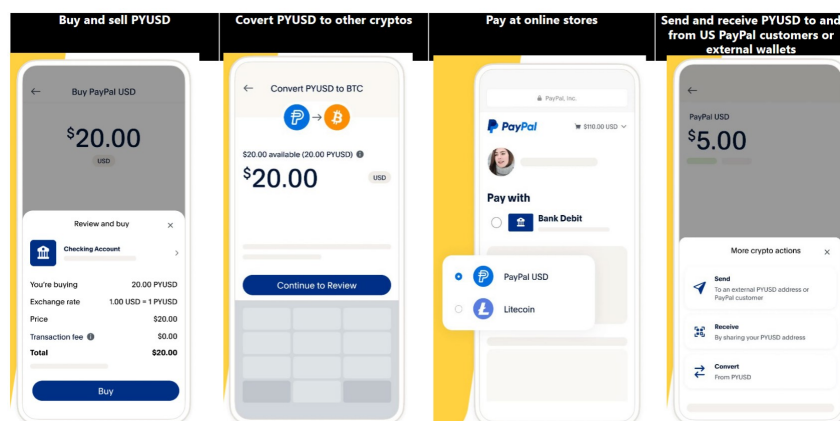 Buy and sell PYUSD
Buy PayPal USD
$20.00
USD
Review and buy
Checking Account
You're buying 20.00 PYUSD
Exchange rate 1.00 USD = 1 PYUSD
Price $20.00
Transaction fee $0.00
Total $20.00
Buy
Covert PYUSD to other cryptos
Convert PYUSD to BTC
$20.00 available (20.00 PYUSD)
$20.00 USD
Continue to Review
Pay at online stores
PayPal, Inc.
PayPal $110.00 USD
Pay with
Bank Debit
PayPal USD
Litecoin
Send and receive PYUSD to and
from US PayPal customers or
external wallets
PayPal USD
$5.00
More crypto actions
Send
To an external PYUSD address or
PayPal customer
Receive
By sharing your PYUSD address
Convert
From PYUSD